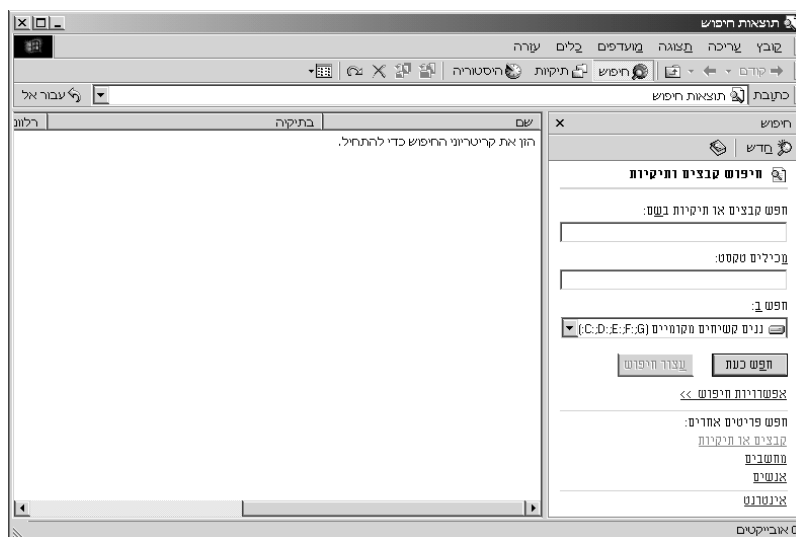 תוצאות חיפוש
קובץ עריכה תצוגה מועדפים כלים עזרה
קודם חיפוש תיקיות היסטוריה
כתובת תוצאות חיפוש עבור אל
חיפוש
חדש
חיפוש קבצים ותיקיות
חפש קבצים או תיקיות בשם:
מכילים טקסט:
חפש ב:
כוננים קשיחים מקומיים (C:;D:;E:;F:;G:)
חפש כעת עצור חיפוש
אפשרויות חיפוש >>
חפש פריטים אחרים:
קבצים או תיקיות
מחשבים
אנשים
אינטרנט
שם בתיקיה רלוונ
הזן את קריטריוני החיפוש כדי להתחיל.
0 אובייקטים